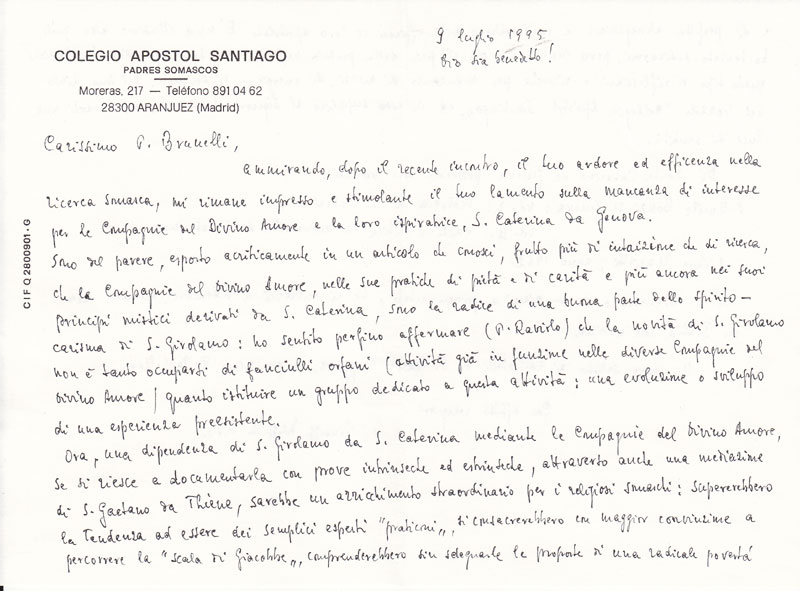 9 luglio 1995
Dio sia benedetto!
COLEGIO APOSTOL SANTIAGO
PADRES SOMASCOS
Moreras, 217 — Teléfono 891 04 62
28300 ARANJUEZ (Madrid)
Carissimo P. Brunelli,
ammirando, dopo il recente incontro, il tuo ardore ed efficenza nella
ricerca somasca, mi rimane impresso e stimolante il tuo lamento sulla mancanza di interesse
per le Compagnie del Divino Amore e la loro ispiratrice, S. Caterina da Genova.
Sono del parere, esposto acriticamente in un articolo che conosci, frutto più di intuizione che di ricerca,
che la Compagnie del Divino Amore, nelle sue pratiche di pietà e di carità e più ancora nei suoi
principi mistici derivati da S. Caterina, sono la radice di una buona parte dello spirito-
carisma di S. Girolamo: ho sentito perfino affermare (P. Raviolo) che la novità di S. Girolamo
non è tanto occuparsi di fanciulli orfani (attività già in funzione nelle diverse Compagnie del
Divino Amore) quanto istituire un gruppo dedicato a questa attività: una evoluzione o sviluppo
di una esperienza preesistente.
Ora, una dipendenza di S. Girolamo da S. Caterina mediante le Compagnie del Divino Amore,
se si riesce a documentarla con prove intrinseche ed estrinseche, attraverso anche una mediazione
di S. Gaetano da Thiene, sarebbe un arricchimento straordinario per i religiosi somaschi: supererebbero
la tendenza ad essere dei semplici esperti "praticoni", si consacrerebbero con maggior convinzione a
percorrere la "scala di Giacobbe", comprenderebbero sin sdegnarle le proposte di una radicale povertà
CIF Q 2800901-G